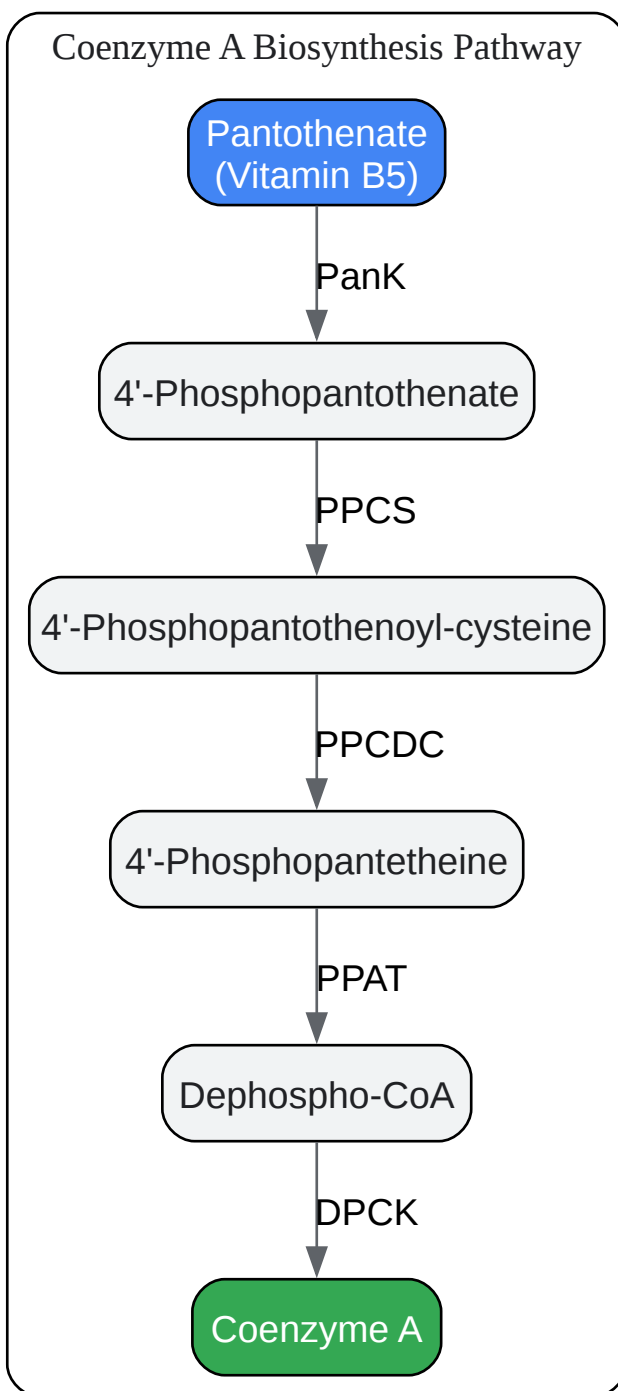 Coenzyme A Biosynthesis Pathway
Pantothenate
(Vitamin B5)
PanK
4'-Phosphopantothenate
PPCS
4'-Phosphopantothenoyl-cysteine
PPCDC
4'-Phosphopantetheine
PPAT
Dephospho-CoA
DPCK
Coenzyme A